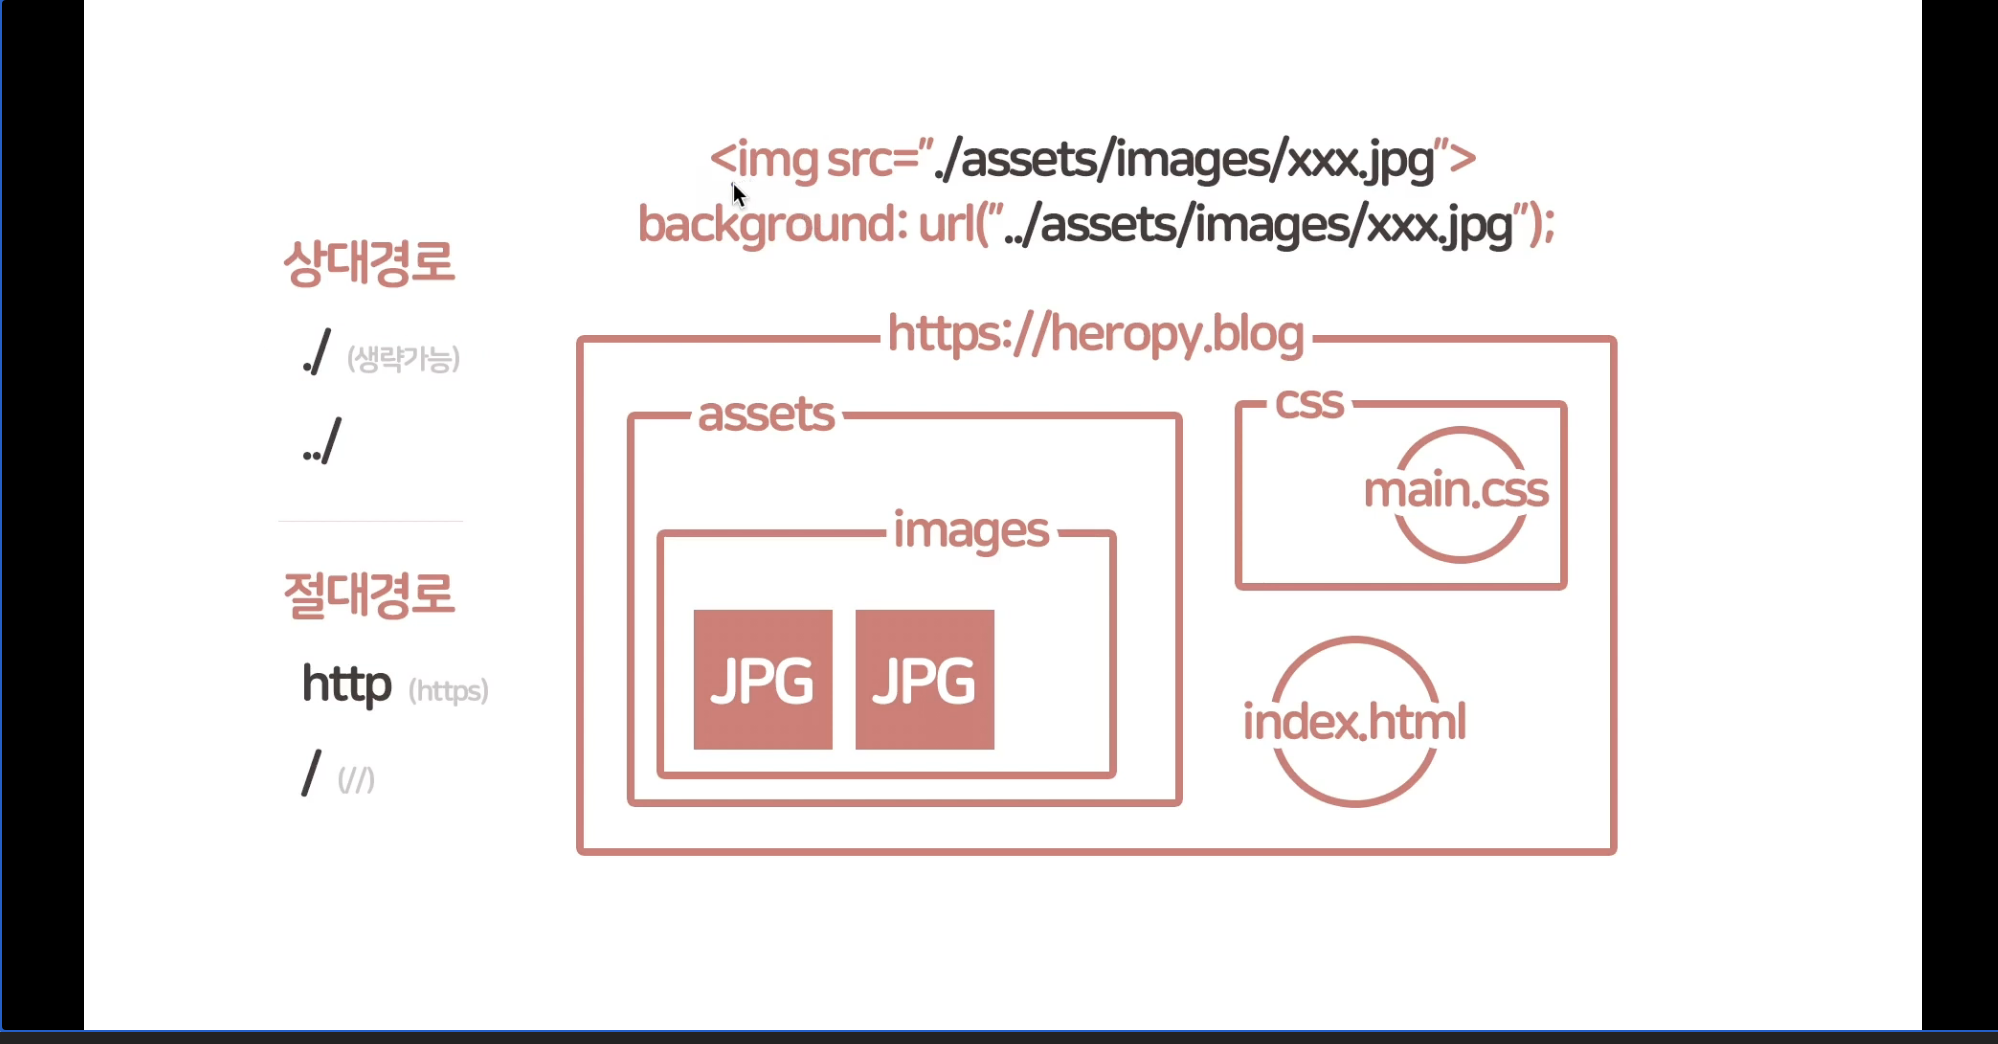 <img src="./assets/images/xxx.jpg">
background: url("../assets/images/xxx.jpg");
상대경로
./ (생략가능)
../
절대경로
http (https)
/ (//)
https://heropy.blog
assets
images
JPG JPG
css
main.css
index.html